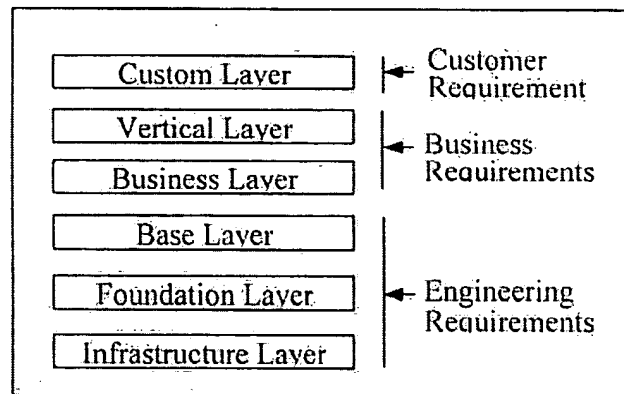 Custom Layer
Customer
Requirement
Vertical Layer
Business Layer
Business
Requirements
Base Layer
Foundation Layer
Infrastructure Layer
Engineering
Requirements